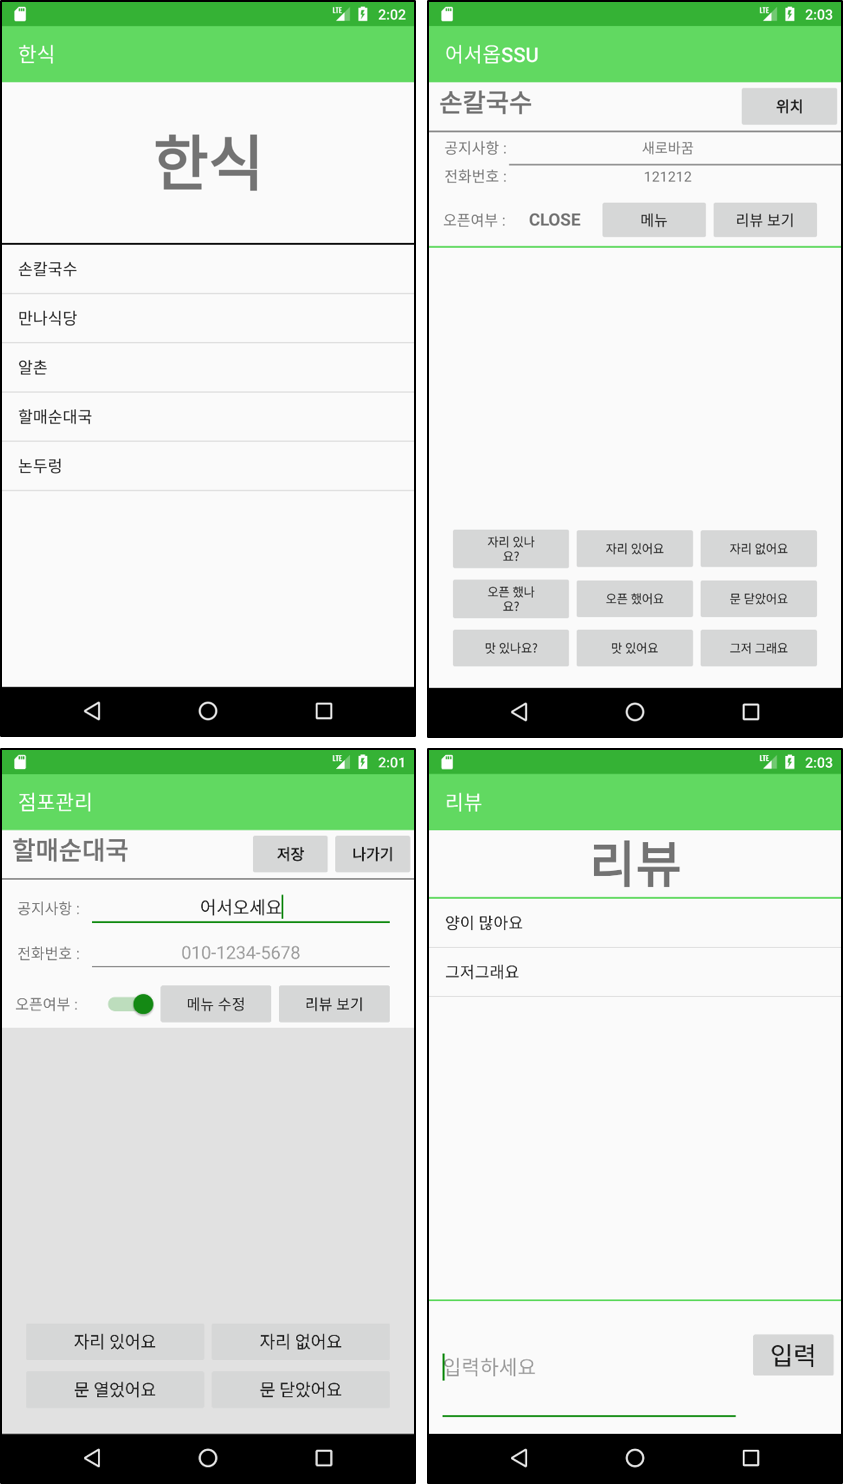 LTE 2:02
한식
한식
손칼국수
만나식당
알촌
할매순대국
논두렁
LTE 2:03
어서옵SSU
손칼국수 위치
공지사항 : 새로바꿈
전화번호 : 121212
오픈여부 : CLOSE 메뉴 리뷰 보기
자리 있나
요? 자리 있어요 자리 없어요
오픈 했나
요? 오픈 했어요 문 닫았어요
맛 있나요? 맛 있어요 그저 그래요
LTE 2:01
점포관리
할매순대국 저장 나가기
공지사항 : 어서오세요
전화번호 : 010-1234-5678
오픈여부 : 메뉴 수정 리뷰 보기
자리 있어요 자리 없어요
문 열었어요 문 닫았어요
LTE 2:03
리뷰
리뷰
양이 많아요
그저그래요
입력하세요 입력